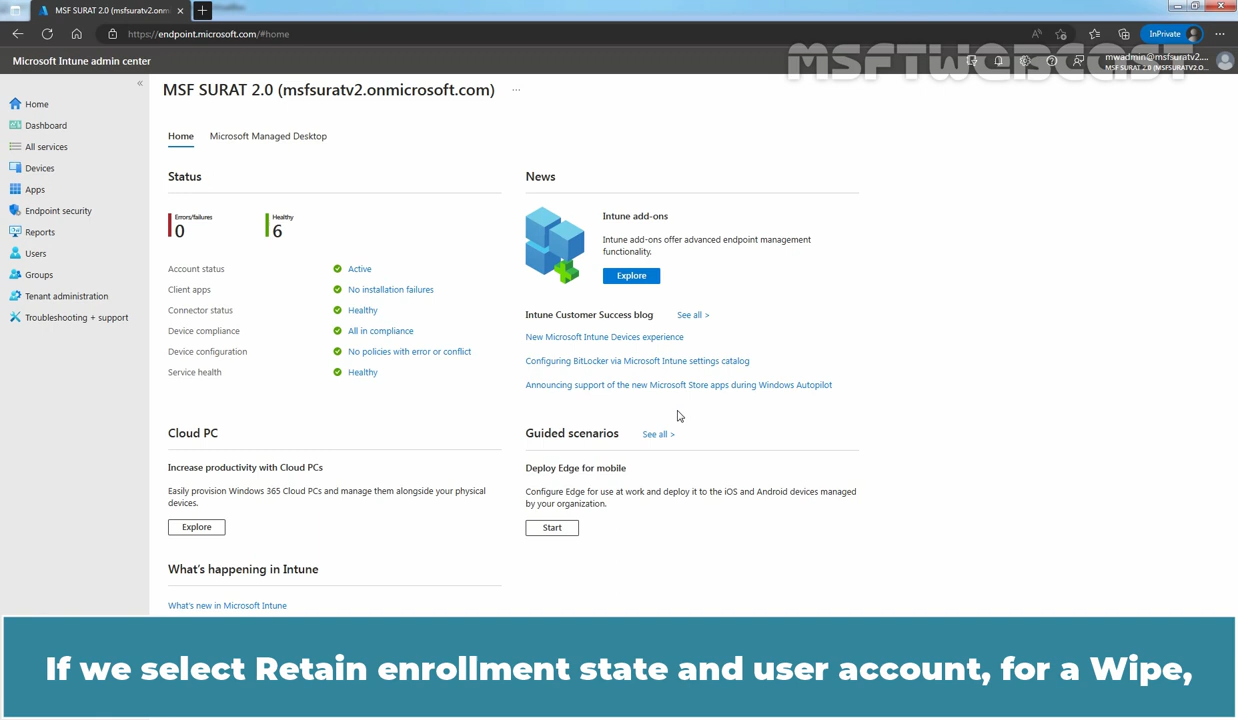 MSF SURAT 2.0 (msfsuratv2.onm
https://endpoint.microsoft.com/#home
InPrivate
Microsoft Intune admin center
MSFTWEBCAST
mwadmin@msfsuratv2....
MSF SURAT 2.0 (MSFSURATV2.O...
MSF SURAT 2.0 (msfsuratv2.onmicrosoft.com)
...
Home
Dashboard
All services
Devices
Apps
Endpoint security
Reports
Users
Groups
Tenant administration
Troubleshooting + support
Home
Microsoft Managed Desktop
Status
Errors/failures
0
Healthy
6
Account status
Active
Client apps
No installation failures
Connector status
Healthy
Device compliance
All in compliance
Device configuration
No policies with error or conflict
Service health
Healthy
News
Intune add-ons
Intune add-ons offer advanced endpoint management
functionality.
Explore
Intune Customer Success blog
See all >
New Microsoft Intune Devices experience
Configuring BitLocker via Microsoft Intune settings catalog
Announcing support of the new Microsoft Store apps during Windows Autopilot
Cloud PC
Increase productivity with Cloud PCs
Easily provision Windows 365 Cloud PCs and manage them alongside your physical
devices.
Explore
Guided scenarios
See all >
Deploy Edge for mobile
Configure Edge for use at work and deploy it to the iOS and Android devices managed
by your organization.
Start
What's happening in Intune
What's new in Microsoft Intune
If we select Retain enrollment state and user account, for a Wipe,